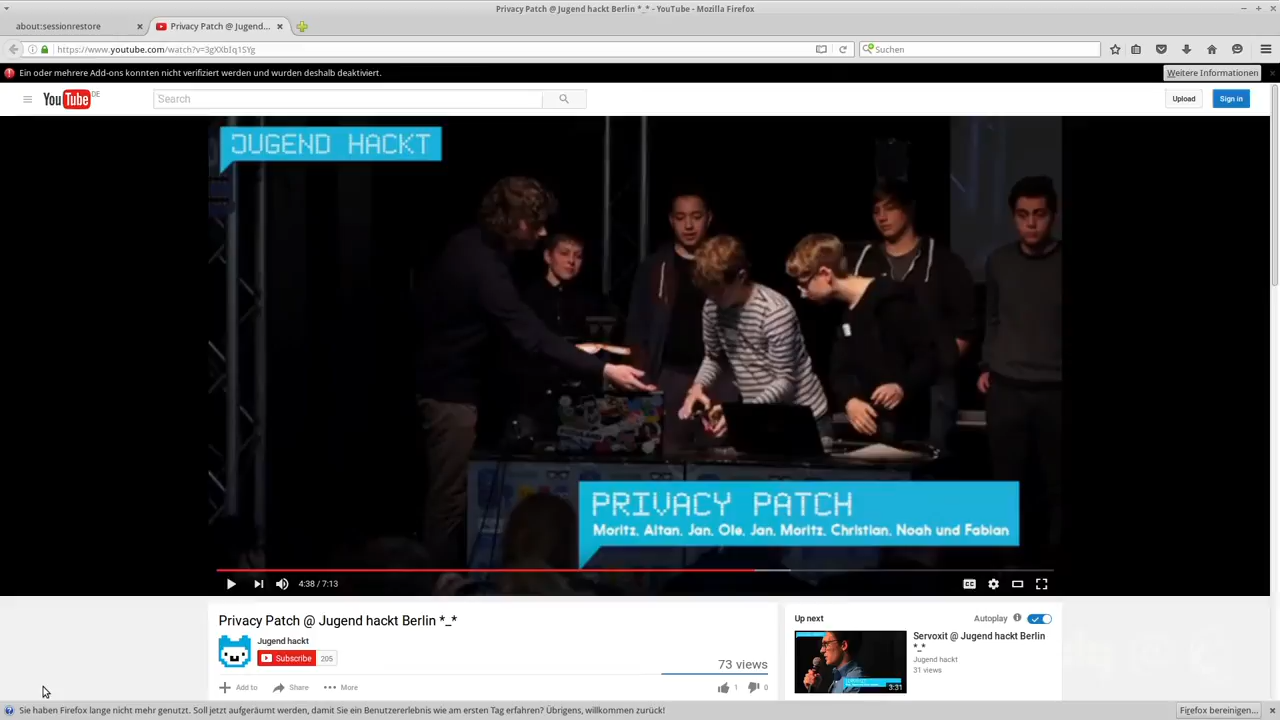 Privacy Patch @ Jugend hackt Berlin *_* - YouTube - Mozilla Firefox
about:sessionrestore
Privacy Patch @ Jugend...
https://www.youtube.com/watch?v=3gXXbIq1SYg
Suchen
Ein oder mehrere Add-ons konnten nicht verifiziert werden und wurden deshalb deaktiviert.
Weitere Informationen
YouTube DE
Search
Upload
Sign in
JUGEND HACKT
PRIVACY PATCH
Moritz, Altan, Jan, Ole, Jan, Moritz, Christian, Noah und Fabian
4:38 / 7:13
CC
Privacy Patch @ Jugend hackt Berlin *_*
Jugend hackt
Subscribe 205
73 views
Add to
Share
More
1
0
Up next
Autoplay
Servoxit @ Jugend hackt Berlin
*_*
Jugend hackt
31 views
3:31
Sie haben Firefox lange nicht mehr genutzt. Soll jetzt aufgeräumt werden, damit Sie ein Benutzererlebnis wie am ersten Tag erfahren? Übrigens, willkommen zurück!
Firefox bereinigen...